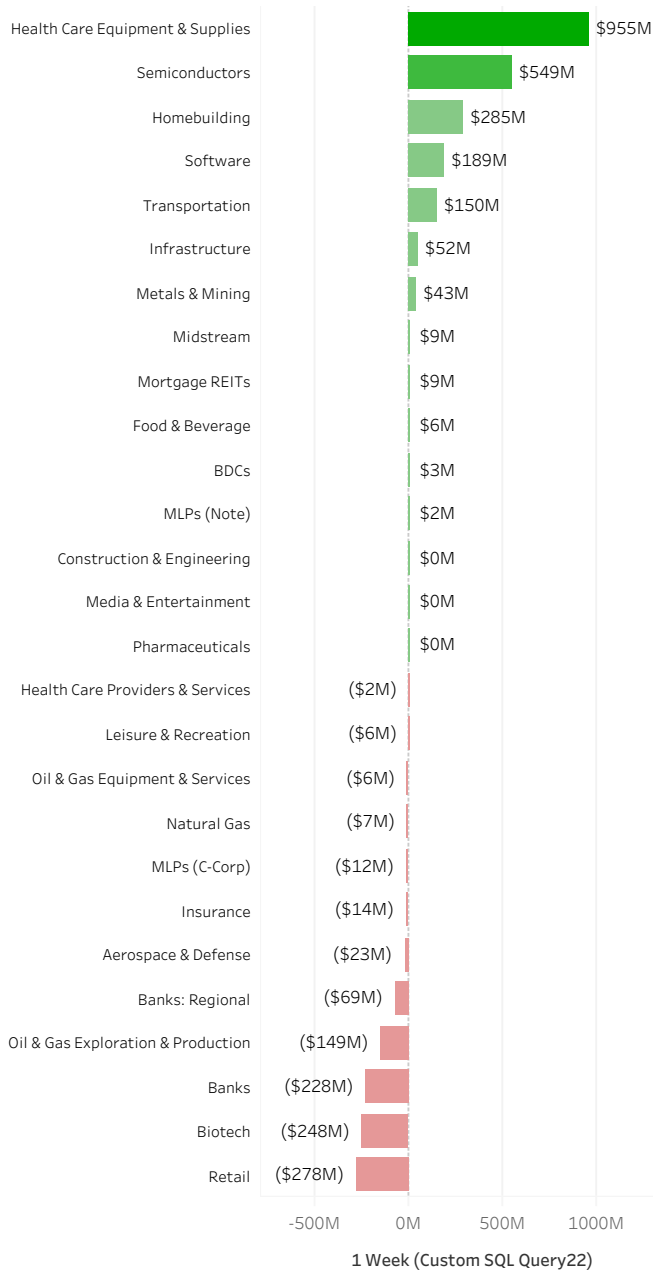 Health Care Equipment & Supplies $955M
Semiconductors $549M
Homebuilding $285M
Software $189M
Transportation $150M
Infrastructure $52M
Metals & Mining $43M
Midstream $9M
Mortgage REITs $9M
Food & Beverage $6M
BDCs $3M
MLPs (Note) $2M
Construction & Engineering $0M
Media & Entertainment $0M
Pharmaceuticals $0M
Health Care Providers & Services ($2M)
Leisure & Recreation ($6M)
Oil & Gas Equipment & Services ($6M)
Natural Gas ($7M)
MLPs (C-Corp) ($12M)
Insurance ($14M)
Aerospace & Defense ($23M)
Banks: Regional ($69M)
Oil & Gas Exploration & Production ($149M)
Banks ($228M)
Biotech ($248M)
Retail ($278M)
-$500M 0M 500M 1000M
1 Week (Custom SQL Query22)